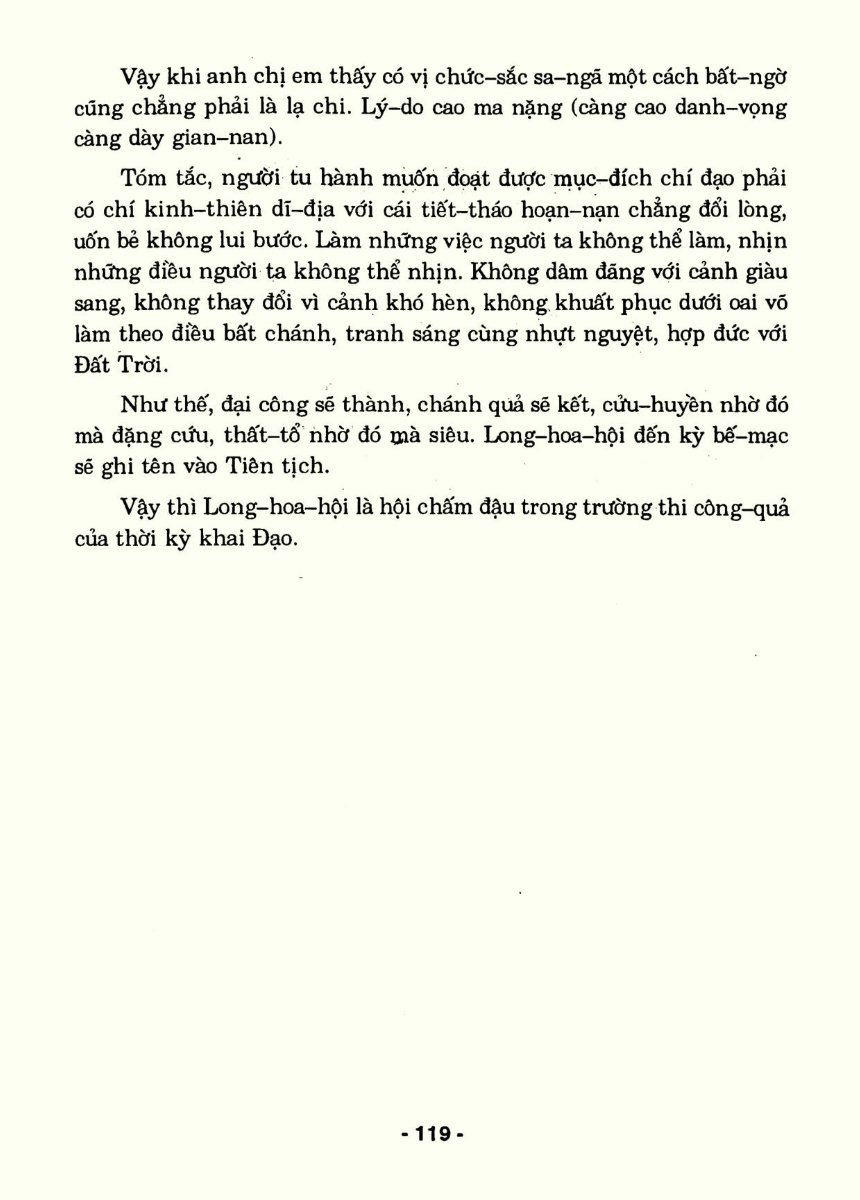 Vậy khi anh chị em thấy có vị chức–sắc sa–ngã một cách bất–ngờ
cũng chẳng phải là lạ chi. Lý–do cao ma nặng (càng cao danh–vọng
càng dày gian–nan).
Tóm tắc, người tu hành muốn đoạt được mục–đích chí đạo phải
có chí kinh–thiên dĩ–địa với cái tiết–tháo hoạn–nạn chẳng đổi lòng,
uốn bẻ không lui bước. Làm những việc người ta không thể làm, nhịn
những điều người ta không thể nhịn. Không dâm đãng với cảnh giàu
sang, không thay đổi vì cảnh khó hèn, không khuất phục dưới oai võ
làm theo điều bất chánh, tranh sáng cùng nhựt nguyệt, hợp đức với
Đất Trời.
Như thế, đại công sẽ thành, chánh quả sẽ kết, cửu–huyền nhờ đó
mà đặng cứu, thất–tổ nhờ đó mà siêu. Long–hoa–hội đến kỳ bế–mạc
sẽ ghi tên vào Tiên tịch.
Vậy thì Long–hoa–hội là hội chấm đậu trong trường thi công–quả
của thời kỳ khai Đạo.
- 119 -